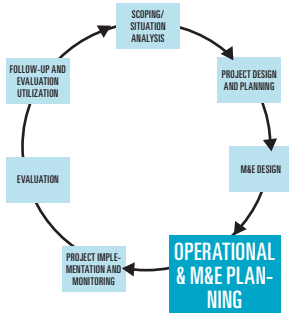 SCOPING/
SITUATION
ANALYSIS
PROJECT DESIGN
AND PLANNING
M&E DESIGN
OPERATIONAL
& M&E PLAN-
NING
PROJECT IMPLE-
MENTATION AND
MONITORING
EVALUATION
FOLLOW-UP AND
EVALUATION
UTILIZATION